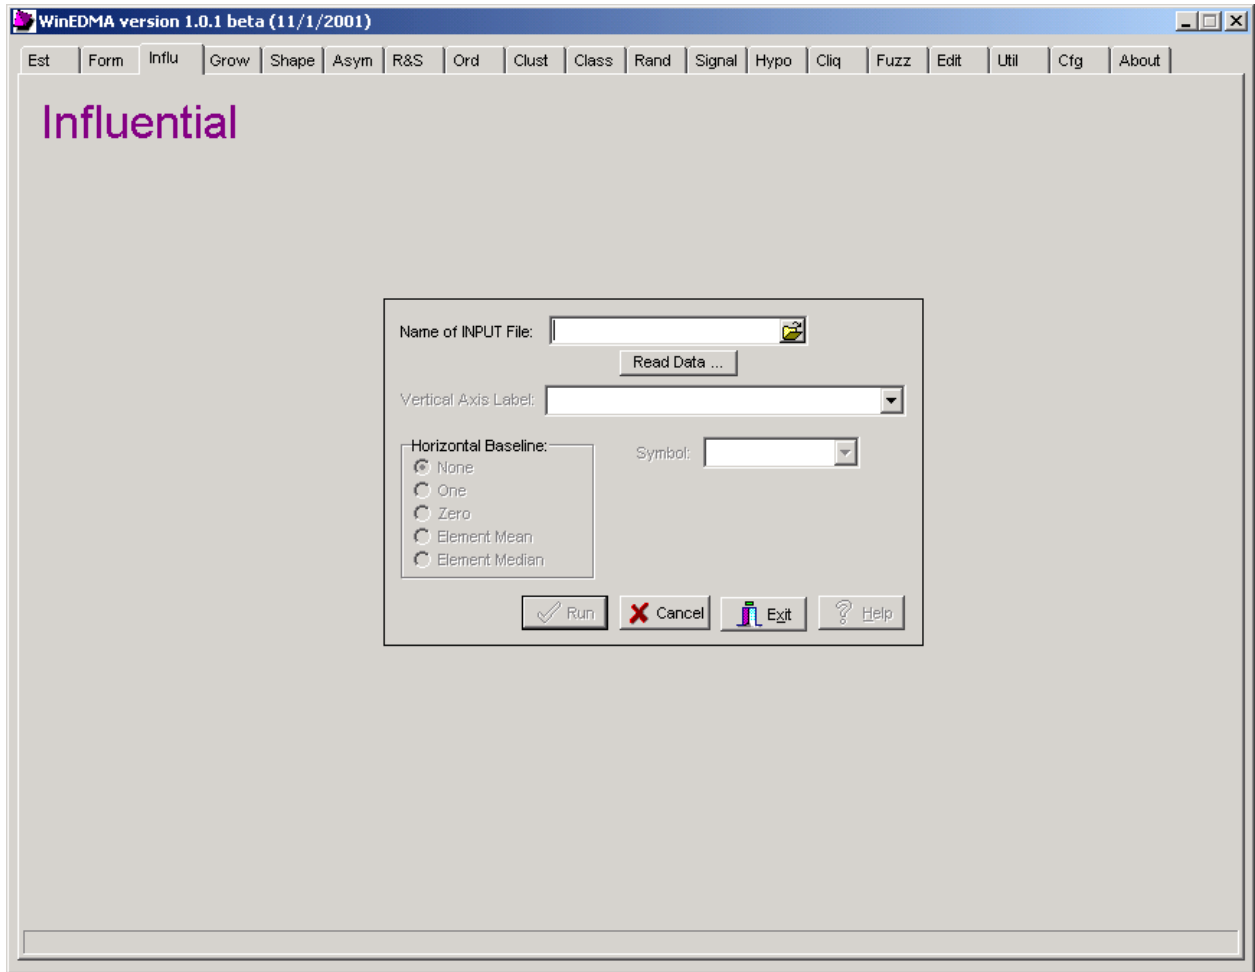 WinEDMA version 1.0.1 beta (11/1/2001)
Est Form Influ Grow Shape Asym R&S Ord Clust Class Rand Signal Hypo Cliq Fuzz Edit Util Cfg About
Influential
Name of INPUT File:
Read Data ...
Vertical Axis Label:
Horizontal Baseline:
Symbol:
None
One
Zero
Element Mean
Element Median
Run Cancel Exit Help